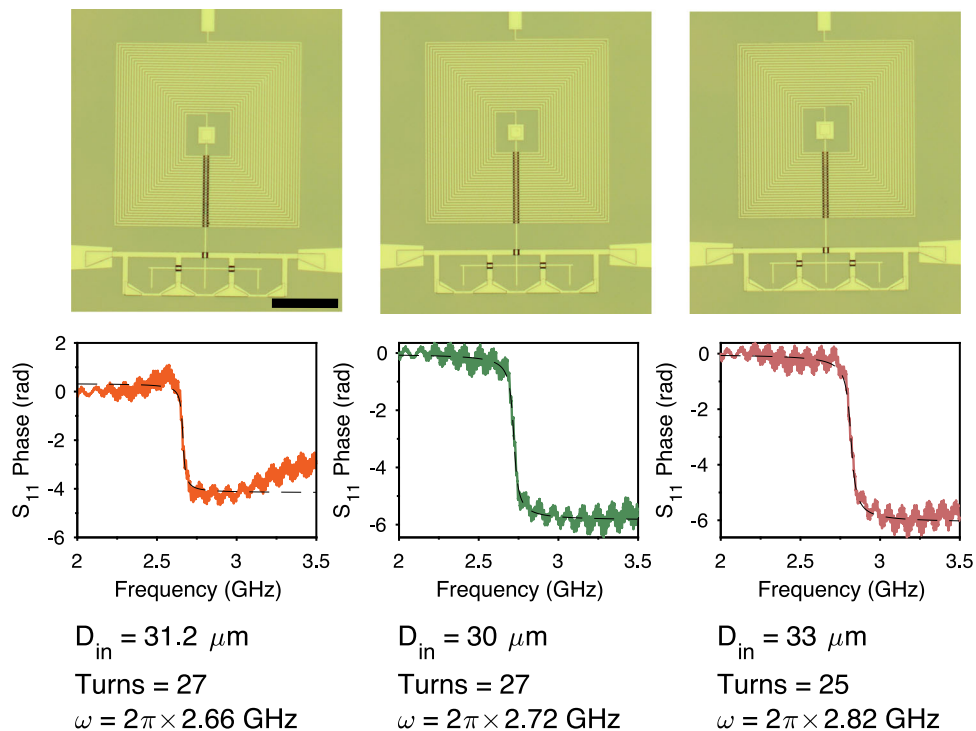 2
0
-2
-4
-6
2 2.5 3 3.5
S11 Phase (rad)
Frequency (GHz)
0
-2
-4
-6
2 2.5 3 3.5
S11 Phase (rad)
Frequency (GHz)
0
-2
-4
-6
2 2.5 3 3.5
S11 Phase (rad)
Frequency (GHz)
D_in = 31.2 μm
Turns = 27
ω = 2π × 2.66 GHz
D_in = 30 μm
Turns = 27
ω = 2π × 2.72 GHz
D_in = 33 μm
Turns = 25
ω = 2π × 2.82 GHz